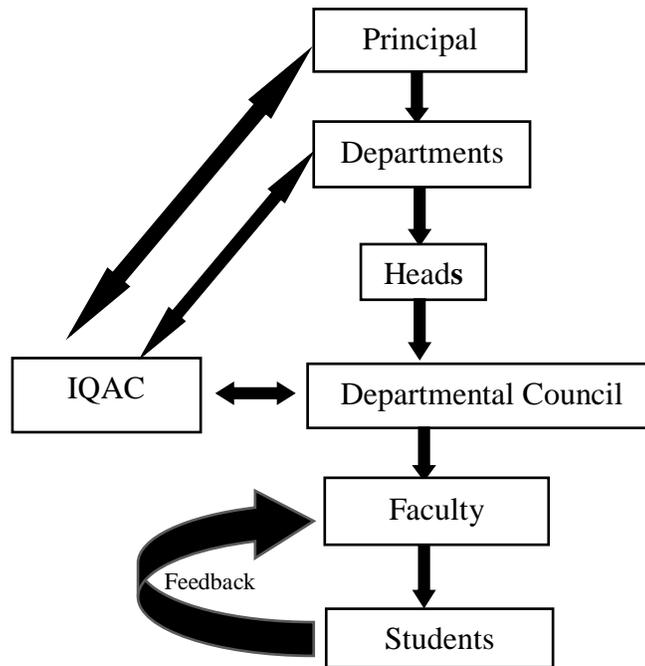 Principal
Departments
Heads
IQAC
Departmental Council
Faculty
Feedback
Students